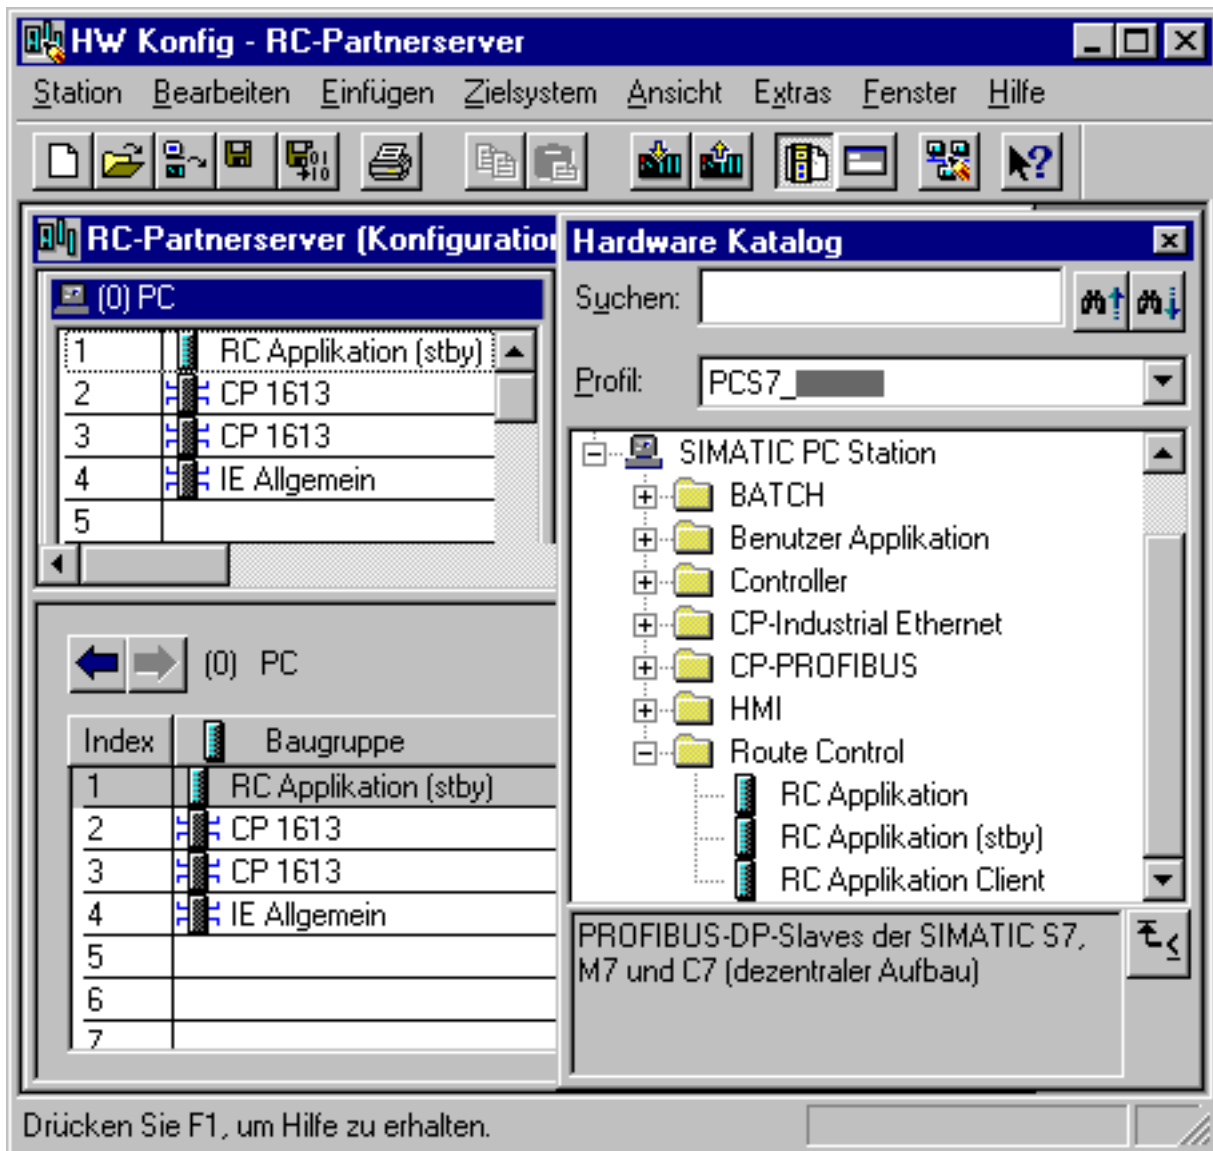 HW Konfig - RC-Partnerserver
Station Bearbeiten Einfügen Zielsystem Ansicht Extras Fenster Hilfe
RC-Partnerserver (Konfiguration
(0) PC
1 RC Applikation (stby)
2 CP 1613
3 CP 1613
4 IE Allgemein
5
(0) PC
Index Baugruppe
1 RC Applikation (stby)
2 CP 1613
3 CP 1613
4 IE Allgemein
5
6
7
Hardware Katalog
Suchen:
Profil: PCS7_
SIMATIC PC Station
BATCH
Benutzer Applikation
Controller
CP-Industrial Ethernet
CP-PROFIBUS
HMI
Route Control
RC Applikation
RC Applikation (stby)
RC Applikation Client
PROFIBUS-DP-Slaves der SIMATIC S7,
M7 und C7 (dezentraler Aufbau)
Drücken Sie F1, um Hilfe zu erhalten.